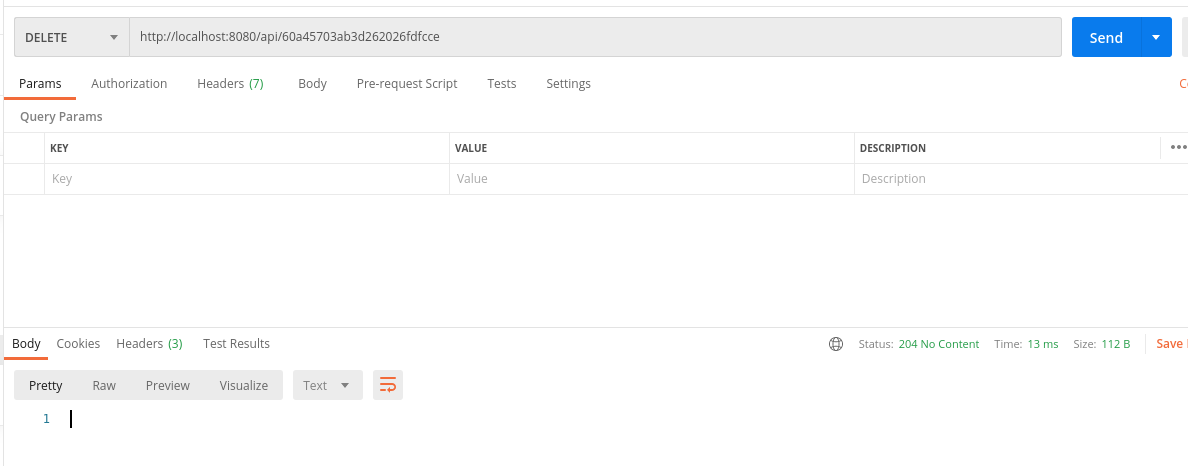 DELETE http://localhost:8080/api/60a45703ab3d262026fdfcce Send
Params Authorization Headers (7) Body Pre-request Script Tests Settings
Query Params
KEY VALUE DESCRIPTION
Key Value Description
Body Cookies Headers (3) Test Results Status: 204 No Content Time: 13 ms Size: 112 B Save
Pretty Raw Preview Visualize Text
1